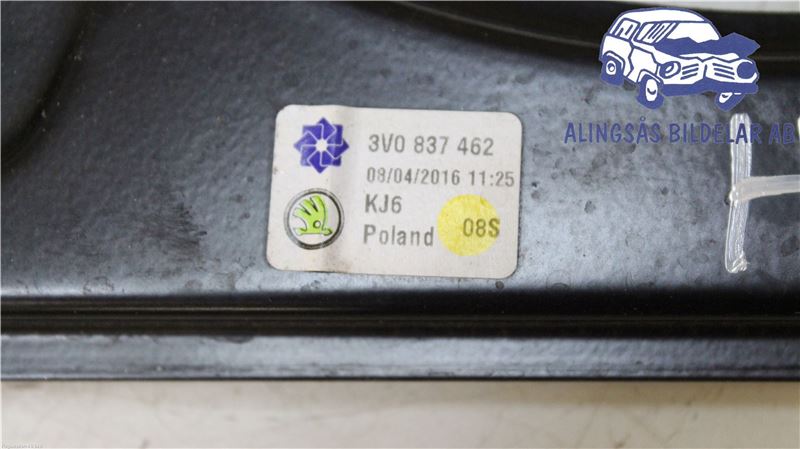 ALINGSÅS BILDELAR AB
3V0 837 462
08/04/2016 11:25
KJ6
Poland
08S